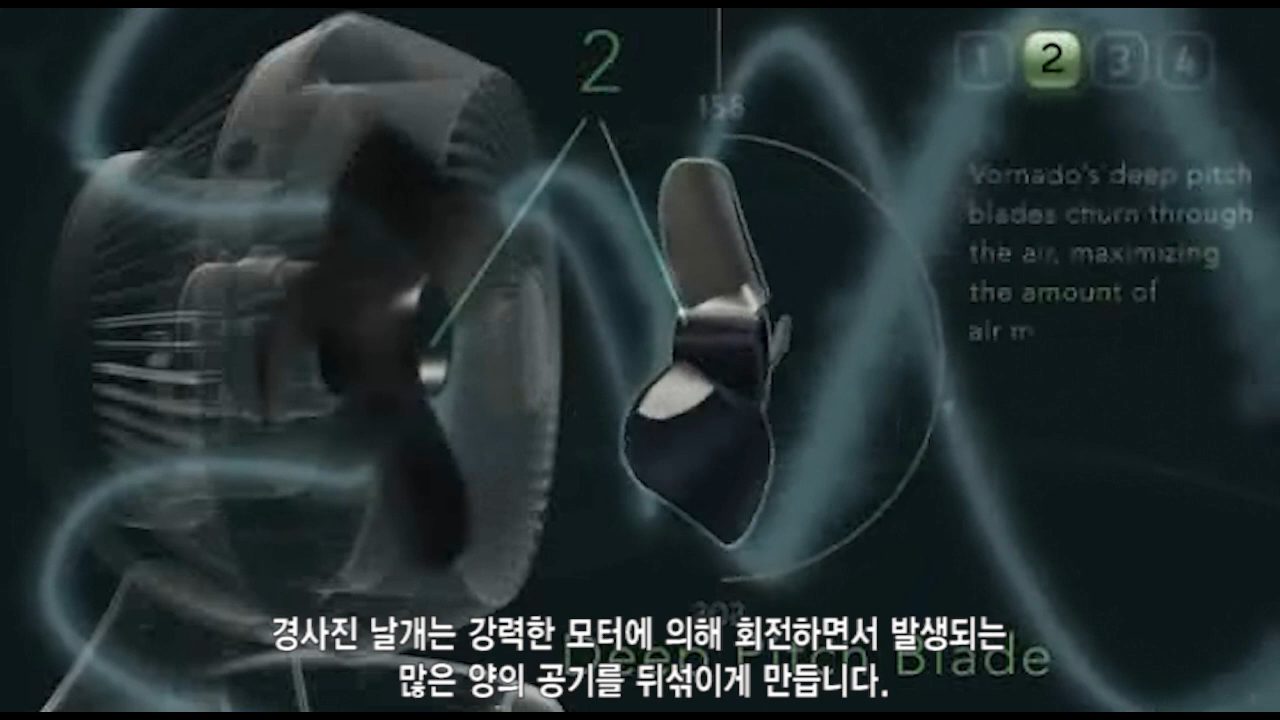 2
1 2 3 4
158
Vornado's deep pitch
blades churn through
the air, maximizing
the amount of
air m
Deep Pitch Blade
경사진 날개는 강력한 모터에 의해 회전하면서 발생되는
많은 양의 공기를 뒤섞이게 만듭니다.